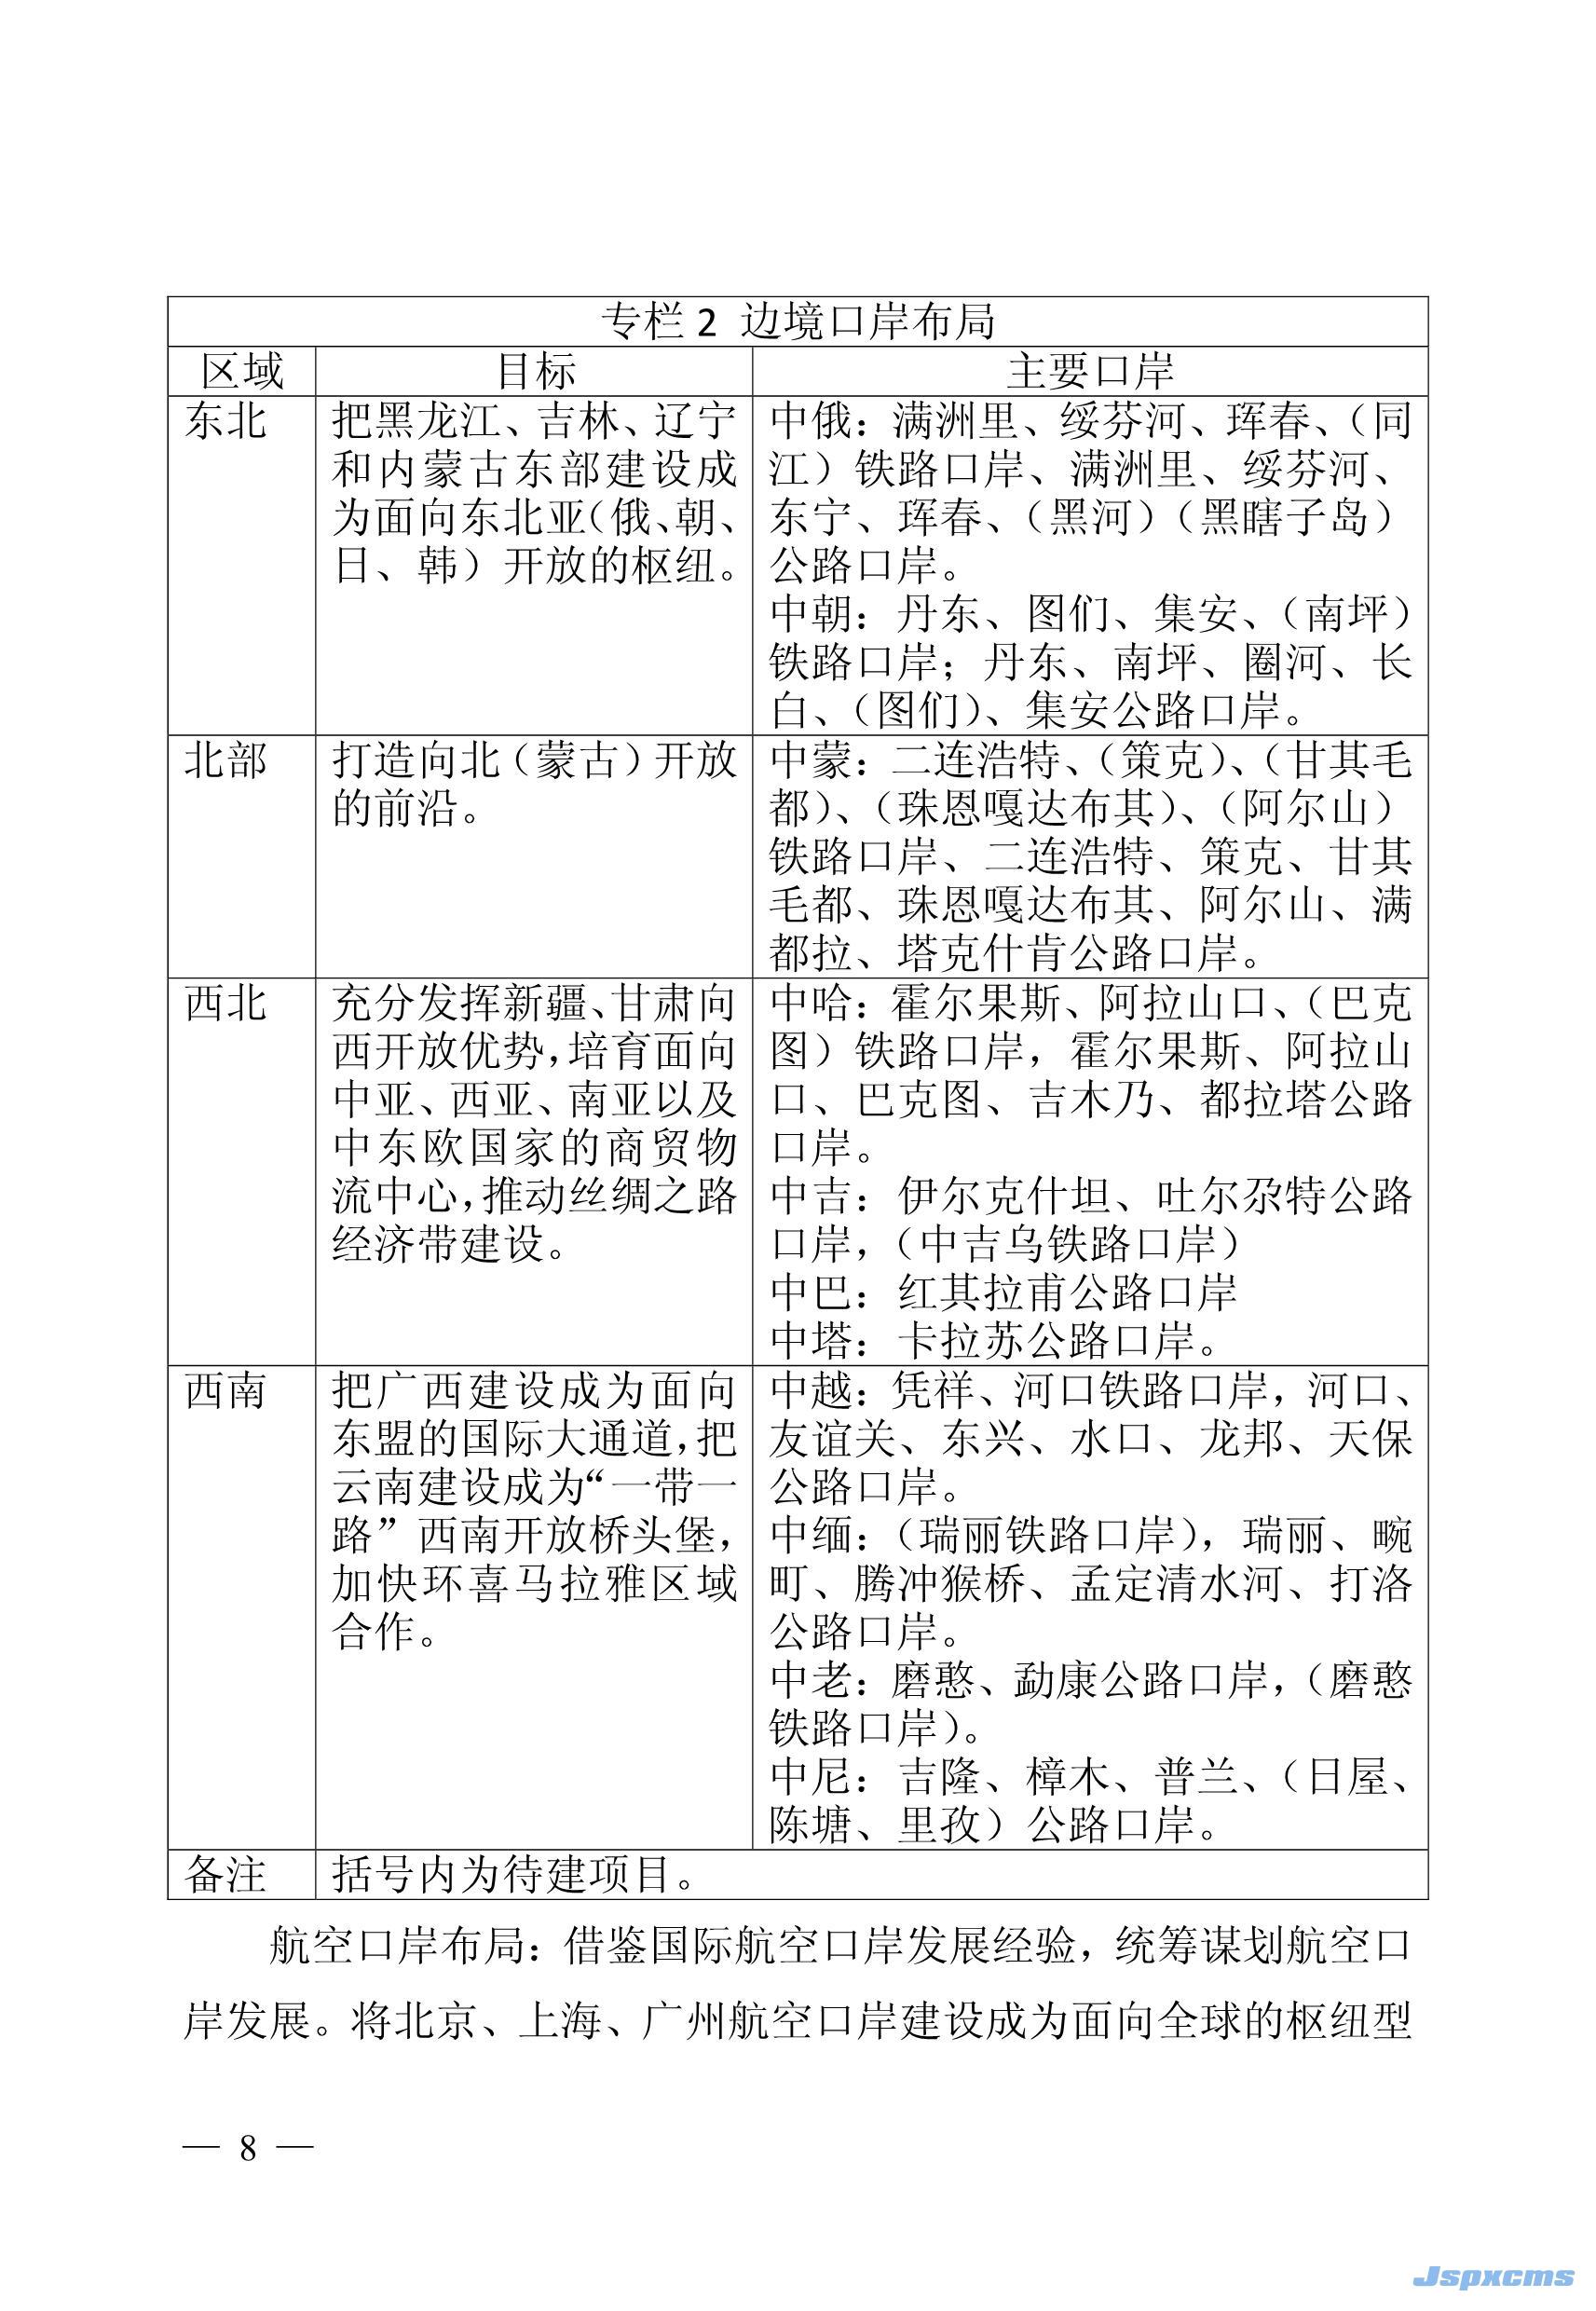 专栏2 边境口岸布局
区域 目标 主要口岸
东北
把黑龙江、吉林、辽宁
和内蒙古东部建设成
为面向东北亚(俄、朝、
日、韩）开放的枢纽。
中俄：满洲里、绥芬河、珲春、（同
江）铁路口岸、满洲里、绥芬河、
东宁、珲春、（黑河）（黑瞎子岛）
公路口岸。
中朝：丹东、图们、集安、（南坪）
铁路口岸；丹东、南坪、圈河、长
白、（图们）、集安公路口岸。
北部
打造向北（蒙古）开放
的前沿。
中蒙：二连浩特、（策克）、（甘其毛
都）、（珠恩嘎达布其）、（阿尔山）
铁路口岸、二连浩特、策克、甘其
毛都、珠恩嘎达布其、阿尔山、满
都拉、塔克什肯公路口岸。
西北
充分发挥新疆、甘肃向
西开放优势，培育面向
中亚、西亚、南亚以及
中东欧国家的商贸物
流中心，推动丝绸之路
经济带建设。
中哈：霍尔果斯、阿拉山口、（巴克
图）铁路口岸，霍尔果斯、阿拉山
口、巴克图、吉木乃、都拉塔公路
口岸。
中吉：伊尔克什坦、吐尔尕特公路
口岸，（中吉乌铁路口岸）
中巴：红其拉甫公路口岸
中塔：卡拉苏公路口岸。
西南
把广西建设成为面向
东盟的国际大通道，把
云南建设成为“一带一
路”西南开放桥头堡，
加快环喜马拉雅区域
合作。
中越：凭祥、河口铁路口岸，河口、
友谊关、东兴、水口、龙邦、天保
公路口岸。
中缅：（瑞丽铁路口岸），瑞丽、畹
町、腾冲猴桥、孟定清水河、打洛
公路口岸。
中老：磨憨、勐康公路口岸，（磨憨
铁路口岸）。
中尼：吉隆、樟木、普兰、（日屋、
陈塘、里孜）公路口岸。
备注 括号内为待建项目。
航空口岸布局：借鉴国际航空口岸发展经验，统筹谋划航空口
岸发展。将北京、上海、广州航空口岸建设成为面向全球的枢纽型
— 8 —
Jspxcms